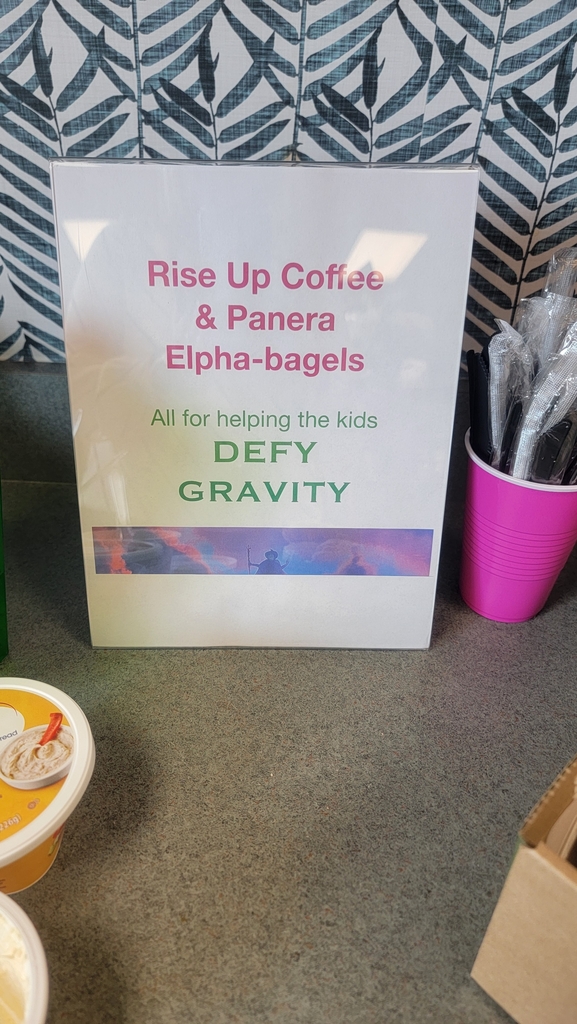 Rise Up Coffee
& Panera
Elpha-bagels
All for helping the kids
DEFY
GRAVITY